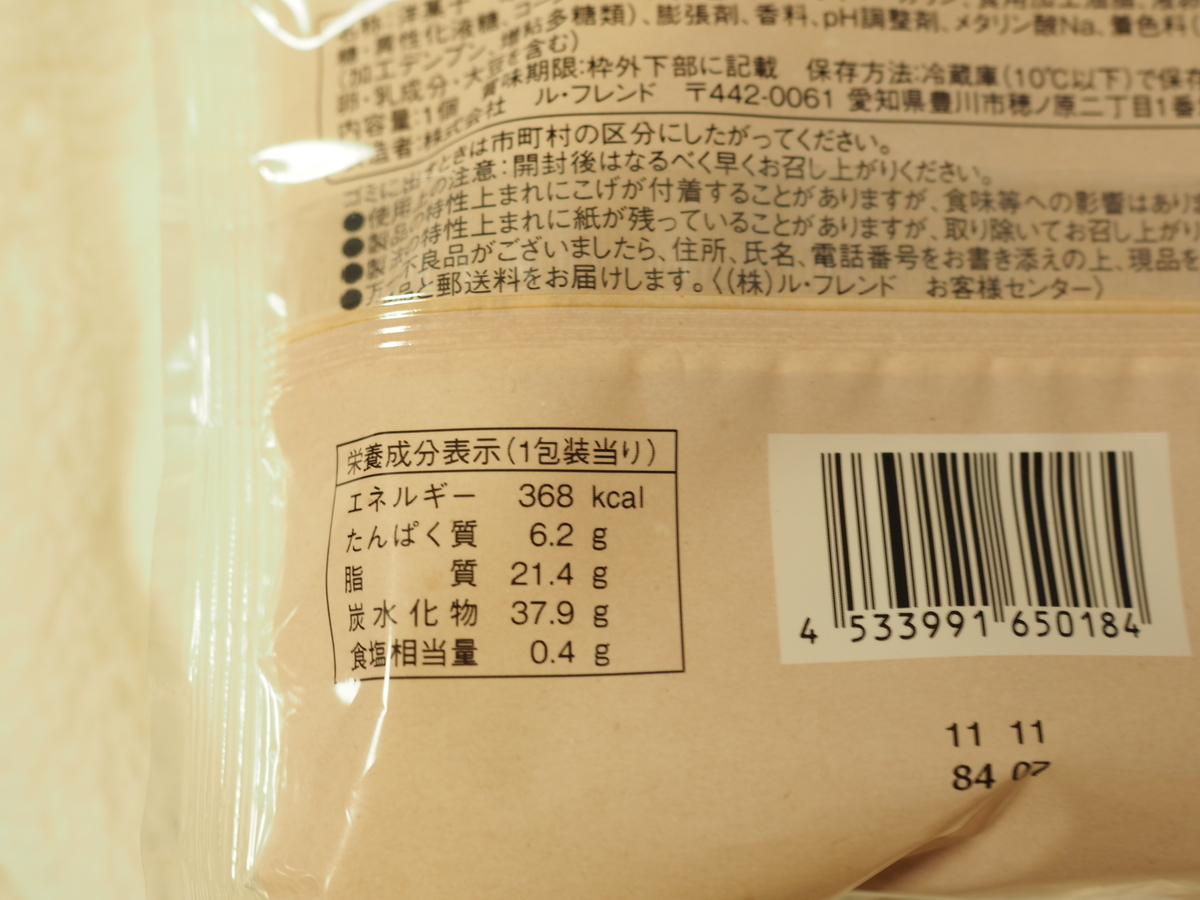 名称:洋菓子
糖・異性化液糖、コー
(加工デンプン、増粘多糖類)、膨張剤、香料、pH調整剤、メタリン酸Na、着色料(
卵・乳成分・大豆を含む)
内容量:1個 賞味期限:枠外下部に記載 保存方法:冷蔵庫(10℃以下)で保存
造者:株式会社 ル・フレンド 〒442-0061 愛知県豊川市穂ノ原二丁目1番
ゴミに出すときは市町村の区分にしたがってください。
●使用上の注意:開封後はなるべく早くお召し上がりください。
●製品の特性上まれにこげが付着することがありますが、食味等への影響はありま
●製法の特性上まれに紙が残っていることがありますが、取り除いてお召し上がり
●万 不良品がございましたら、住所、氏名、電話番号をお書き添えの上、現品を
品と郵送料をお届けします。〈(株)ル・フレンド お客様センター〉
栄養成分表示(1包装当り)
エネルギー 368 kcal
たんぱく質 6.2 g
脂質 21.4 g
炭水化物 37.9 g
食塩相当量 0.4 g
4 533991 650184
11 11
84 07